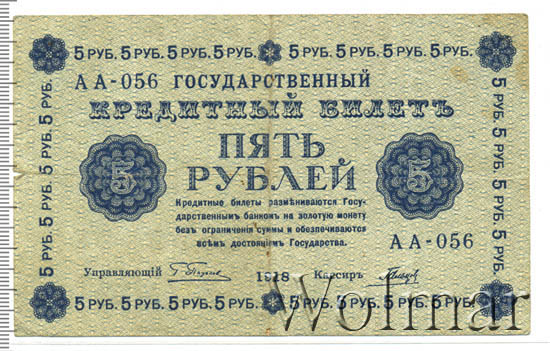 5 РУБ. 5 РУБ. 5 РУБ. 5 РУБ. 5 РУБ. 5 РУБ. 5 РУБ. 5 РУБ.
АА-056 ГОСУДАРСТВЕННЫЙ
КРЕДИТНЫЙ БИЛЕТЪ
ПЯТЬ
РУБЛЕЙ
5
5
Кредитные билеты размѣниваются Госу-
дарственнымъ банкомъ на золотую монету
безъ ограниченія суммы и обезпечиваются
всѣмъ достояніемъ Государства.
АА-056
Управляющій
1918
Кассиръ
5 РУБ. 5 РУБ. 5 РУБ. 5 РУБ. 5 РУБ. 5 РУБ. 5 РУБ. 5 РУБ.
5 РУБ. 5 РУБ. 5 РУБ. 5 РУБ.
5 РУБ. 5 РУБ. 5 РУБ. 5 РУБ.
Wolmar